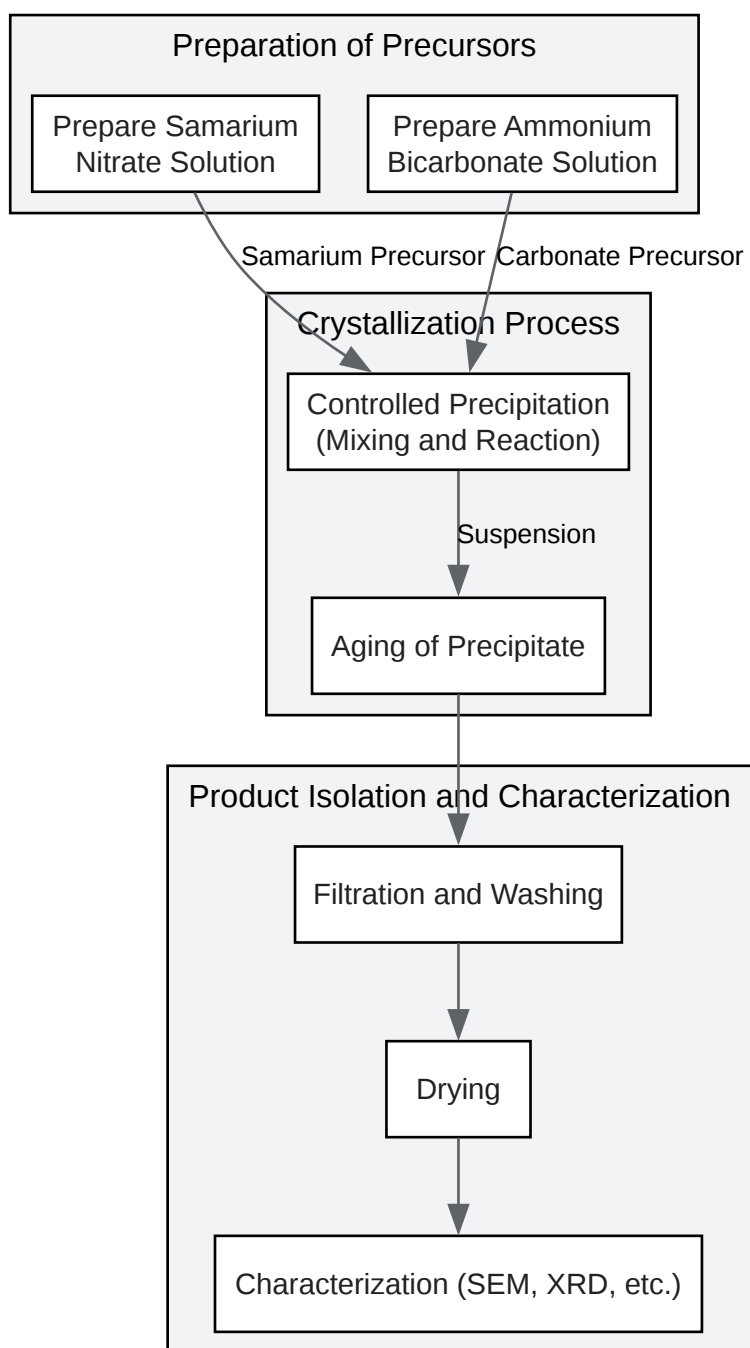 Preparation of Precursors
Prepare Samarium
Nitrate Solution
Prepare Ammonium
Bicarbonate Solution
Samarium Precursor
Carbonate Precursor
Crystallization Process
Controlled Precipitation
(Mixing and Reaction)
Suspension
Aging of Precipitate
Product Isolation and Characterization
Filtration and Washing
Drying
Characterization (SEM, XRD, etc.)